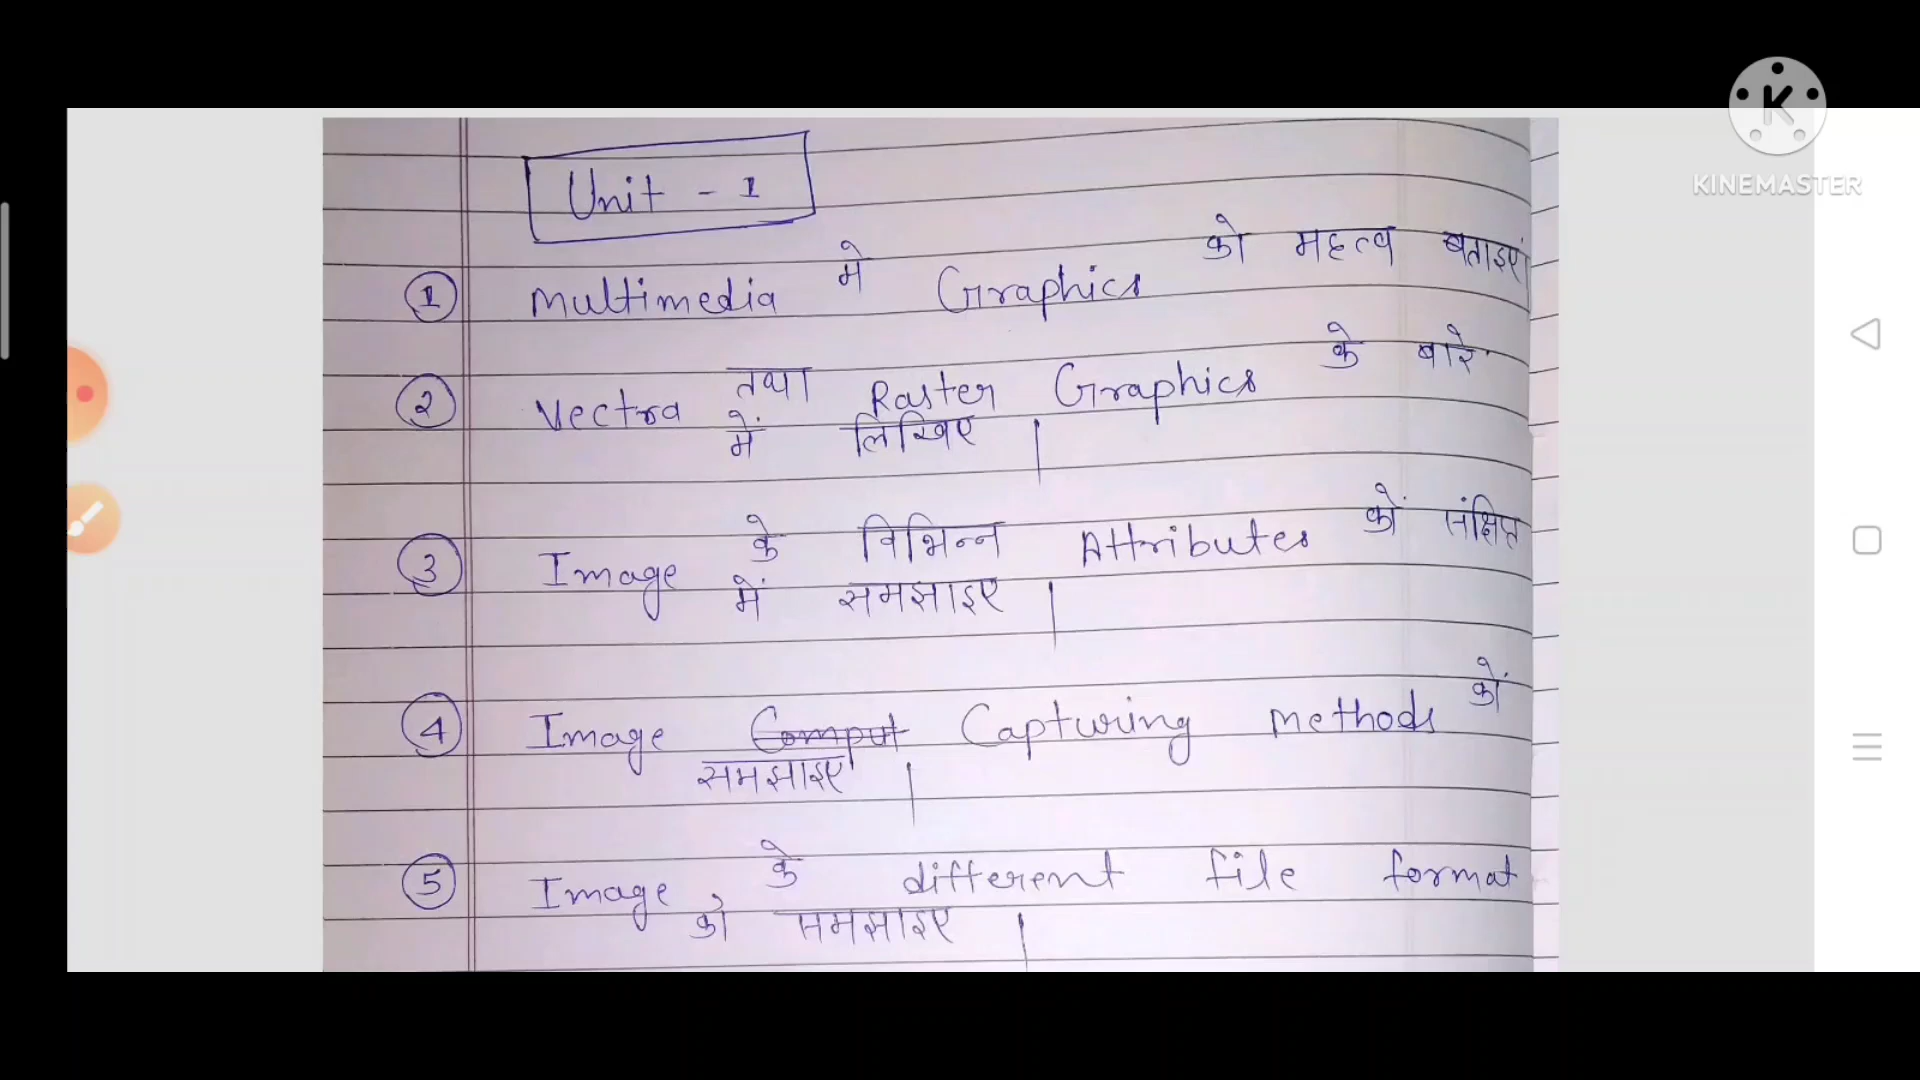 KINEMASTER
Unit - 1
① Multimedia मे Graphics को महत्व बताइए
② Vectra तथा Raster Graphics के बारे
में लिखिए |
③ Image के विभिन्न Attributes कों संक्षिप्त
में समझाइए |
④ Image Comput Capturing Methods कों
समझाइए |
⑤ Image के different file format
को समझाइए |